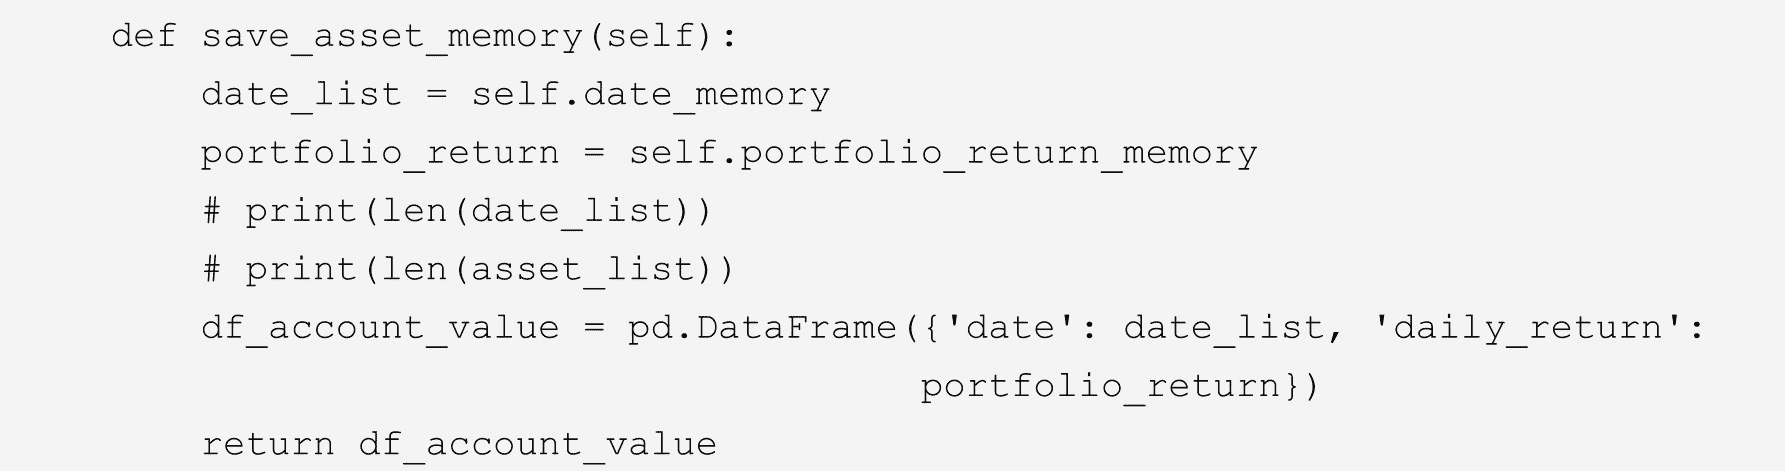 def save_asset_memory(self):
    date_list = self.date_memory
    portfolio_return = self.portfolio_return_memory
    # print(len(date_list))
    # print(len(asset_list))
    df_account_value = pd.DataFrame({'date': date_list, 'daily_return':
                                    portfolio_return})
    return df_account_value